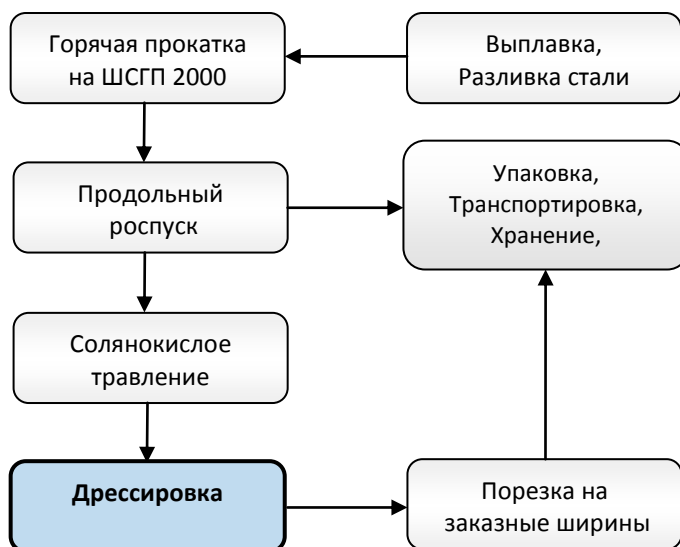 Горячая прокатка
на ШСГП 2000
Выплавка,
Разливка стали
Продольный
роспуск
Упаковка,
Транспортировка,
Хранение,
Солянокислое
травление
Дрессировка
Порезка на
заказные ширины